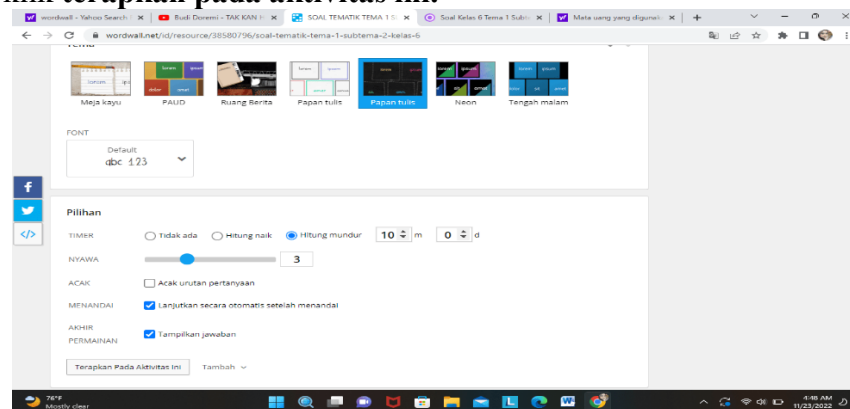 terapkan pada aktivitas ini.
wordwall - Yahoo Search
Budi Doremi - TAK KAN
SOAL TEMATIK TEMA 1 S
Soal Kelas 6 Tema 1 Subte
Mata uang yang digunak
wordwall.net/id/resource/38580796/soal-tematik-tema-1-subtema-2-kelas-6
Tema
Meja kayu
PAUD
Ruang Berita
Papan tulis
Papan tulis
Neon
Tengah malam
FONT
Default
abc 123
Pilihan
TIMER Tidak ada Hitung naik Hitung mundur 10 m 0 d
NYAWA 3
ACAK Acak urutan pertanyaan
MENANDAI Lanjutkan secara otomatis setelah menandai
AKHIR PERMAINAN Tampilkan jawaban
Terapkan Pada Aktivitas Ini Tambah
76°F
Mostly clear
4:48 AM
11/23/2022